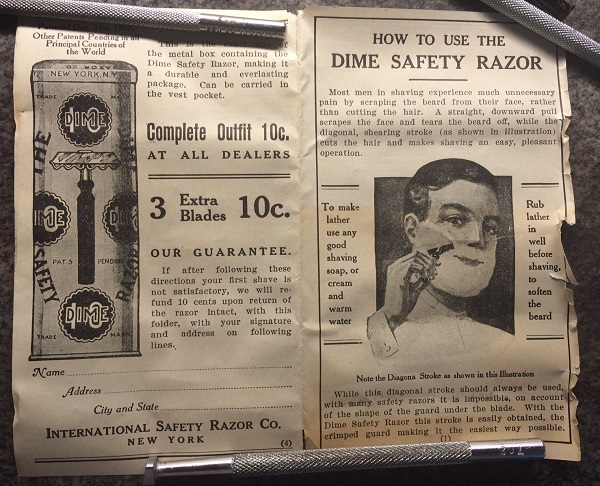 Other Patents Pending in all
Principal Countries of
the World
NEW YORK, N.Y.
TRADE
MARK
DIME
THE
DIME
DIME
PAT'S
PENDING
SAFETY
RAZOR
DIME
TRADE
MARK
This is the
of
the metal box containing the
Dime Safety Razor, making it
a durable and everlasting
package. Can be carried in
the vest pocket.
Complete Outfit 10c.
AT ALL DEALERS
3 Extra Blades 10c.
OUR GUARANTEE.
If after following these
directions your first shave is
not satisfactory, we will re-
fund 10 cents upon return of
the razor intact, with this
folder, with your signature
and address on following
lines.
Name
Address
City and State
INTERNATIONAL SAFETY RAZOR CO.
NEW YORK
(4)
HOW TO USE THE
DIME SAFETY RAZOR
Most men in shaving experience much unnecessary
pain by scraping the beard from their face, rather
than cutting the hair. A straight, downward pull
scrapes the face and tears the beard off, while the
diagonal, shearing stroke (as shown in Illustration)
cuts the hair and makes shaving an easy, pleasant
operation.
To make
lather
use any
good
shaving
soap, or
cream
and
warm
water
Rub
lather
in
well
before
shaving,
to
soften
the
beard
Note the Diagona Stroke as shown in this Illustration
While this diagonal stroke should always be used,
with many safety razors it is impossible, on account
of the shape of the guard under the blade. With the
Dime Safety Razor this stroke is easily obtained, the
crimped guard making it the easiest way possible.
(1)